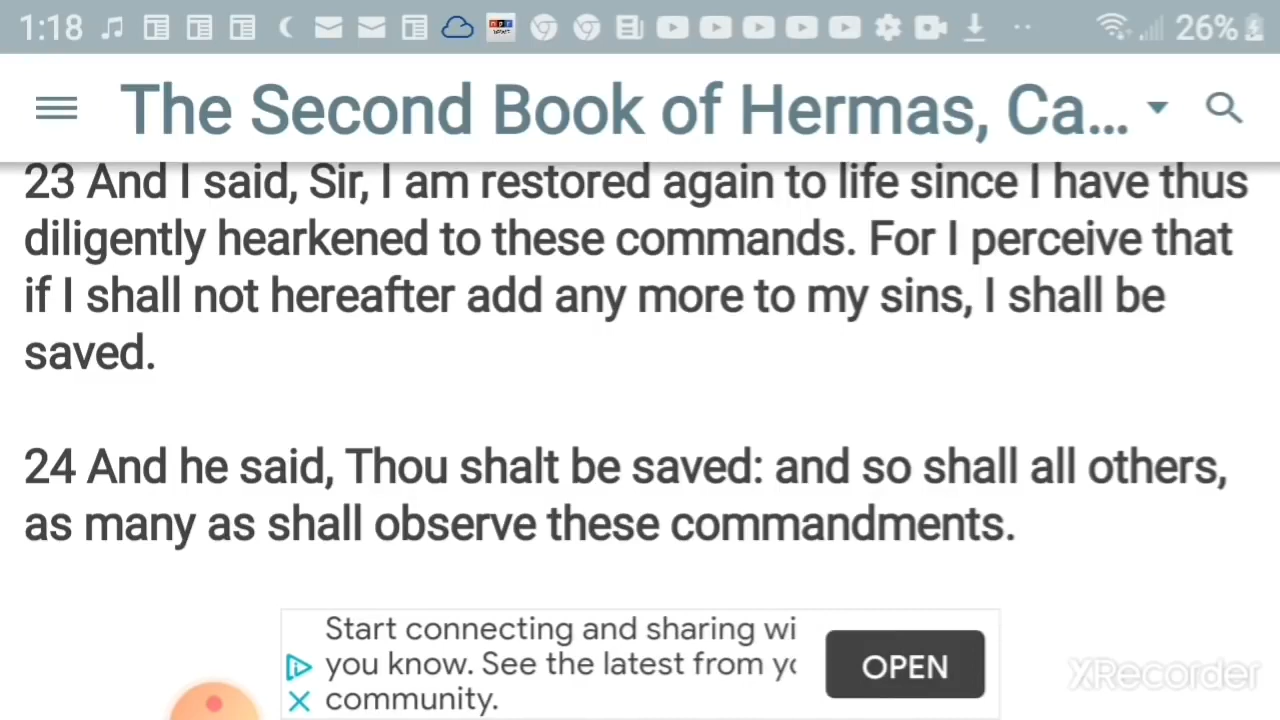 1:18 26%
The Second Book of Hermas, Ca...
23 And I said, Sir, I am restored again to life since I have thus
diligently hearkened to these commands. For I perceive that
if I shall not hereafter add any more to my sins, I shall be
saved.
24 And he said, Thou shalt be saved: and so shall all others,
as many as shall observe these commandments.
Start connecting and sharing wi
you know. See the latest from yo
community.
OPEN
XRecorder